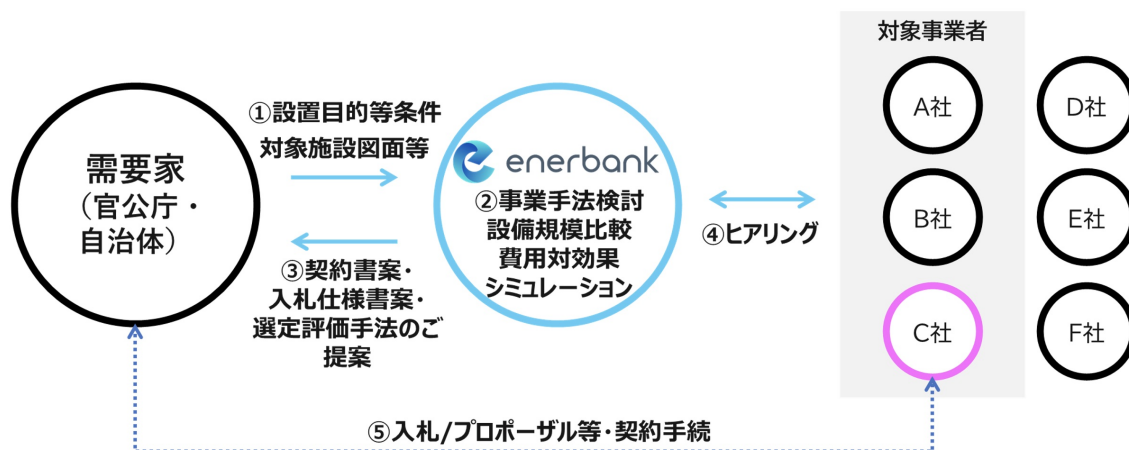 対象事業者
A社
D社
①設置目的等条件
対象施設図面等
需要家
（官公庁・
自治体）
enerbank
②事業手法検討
設備規模比較
費用対効果
シミュレーション
④ヒアリング
B社
E社
③契約書案・
入札仕様書案・
選定評価手法のご
提案
C社
F社
⑤入札/プロポーザル等・契約手続